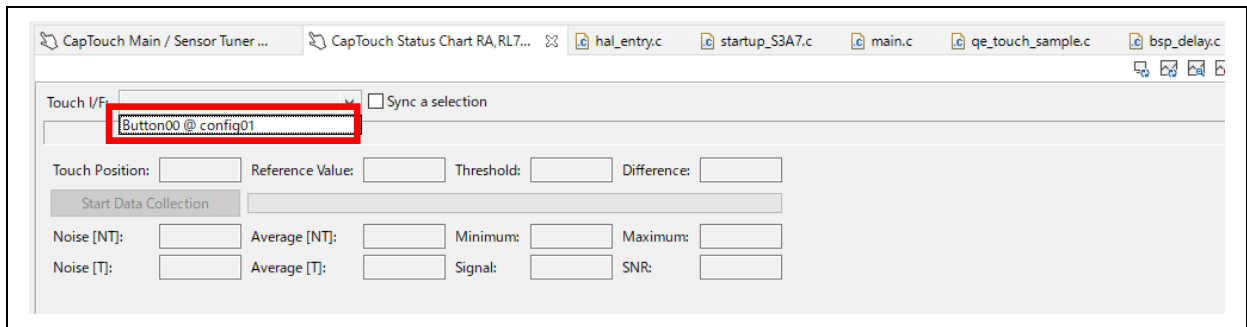 CapTouch Main / Sensor Tuner ... CapTouch Status Chart RA,RL7... hal_entry.c startup_S3A7.c main.c qe_touch_sample.c bsp_delay.c
Touch I/F: Sync a selection
Button00 @ config01
Touch Position: Reference Value: Threshold: Difference:
Start Data Collection
Noise [NT]: Average [NT]: Minimum: Maximum:
Noise [T]: Average [T]: Signal: SNR: